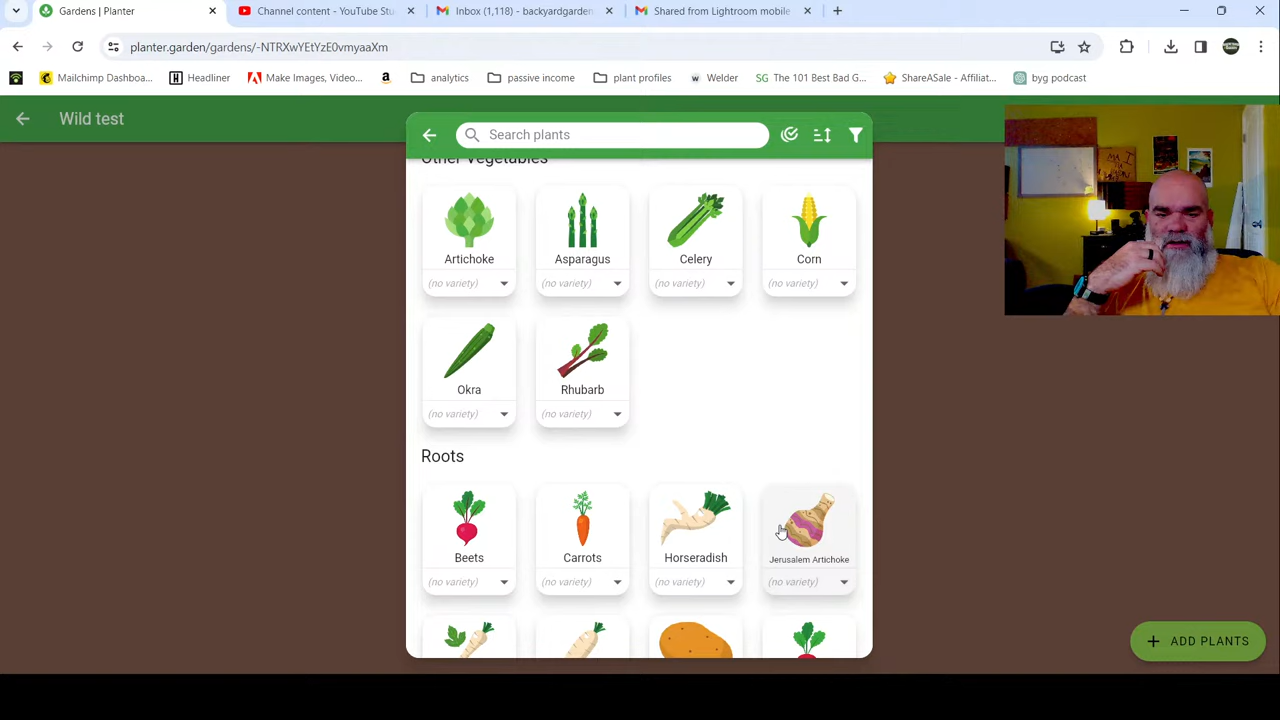 Gardens | Planter
Channel content - YouTube Stu
Inbox (1,118) - backyardgarden
Shared from Lightroom mobile
planter.garden/gardens/-NTRXwYEtYzE0vmyaaXm
Mailchimp Dashboa...
Headliner
Make Images, Video...
analytics
passive income
plant profiles
Welder
SG The 101 Best Bad G...
ShareASale - Affiliat...
byg podcast
Wild test
Search plants
Other Vegetables
Artichoke Asparagus Celery Corn
(no variety) (no variety) (no variety) (no variety)
Okra Rhubarb
(no variety) (no variety)
Roots
Beets Carrots Horseradish Jerusalem Artichoke
(no variety) (no variety) (no variety) (no variety)
ADD PLANTS